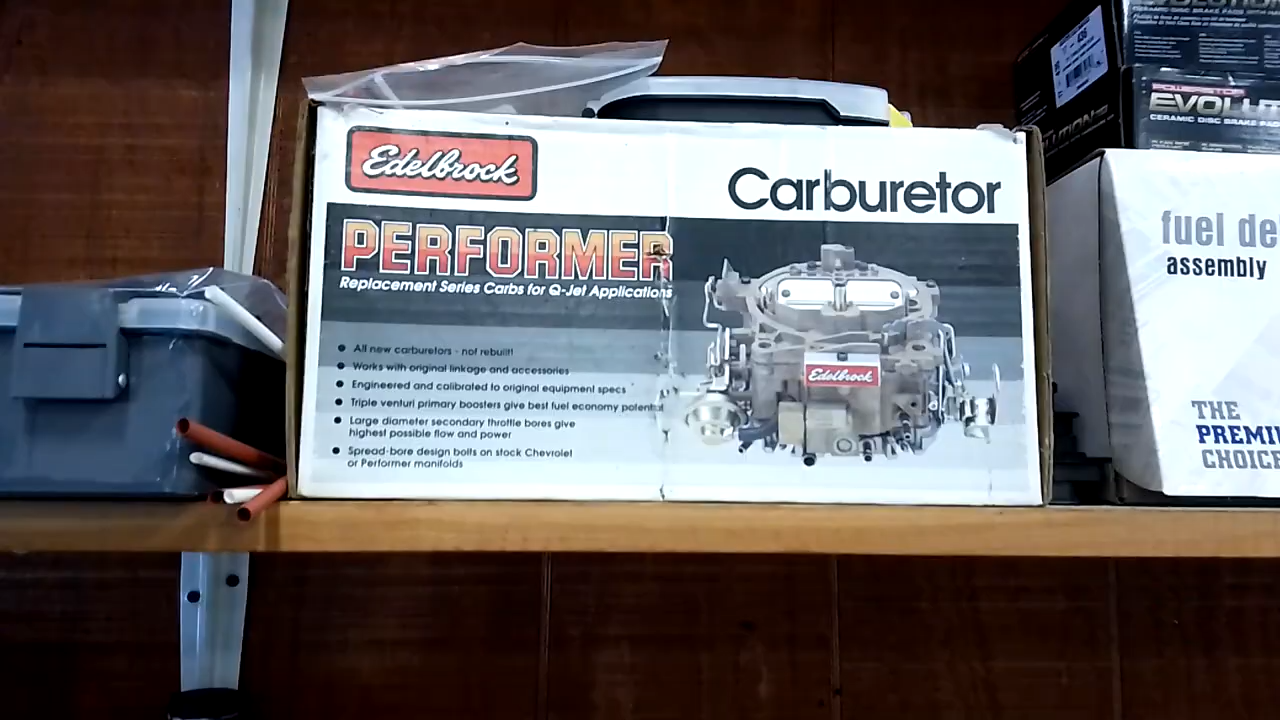 Edelbrock
Carburetor
PERFORMER
Replacement Series Carbs for Q-Jet Applications
All new carburetors - not rebuilt!
Works with original linkage and accessories
Engineered and calibrated to original equipment specs
Triple venturi primary boosters give best fuel economy potential
Large diameter secondary throttle bores give
highest possible flow and power
Spread-bore design bolts on stock Chevrolet
or Performer manifolds
Edelbrock
EVOLUT
CERAMIC DISC BRAKE PA
fuel de
assembly
THE
PREMI
CHOICE